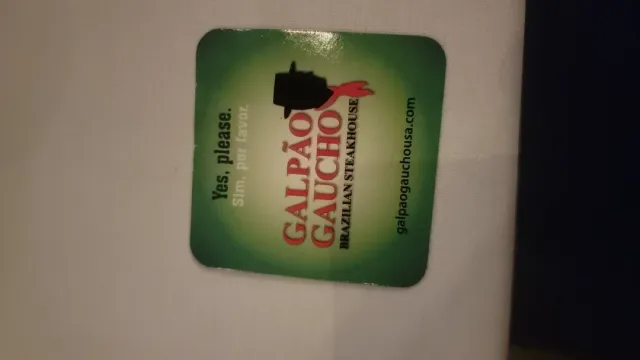 Yes, please.
Sim, por favor.
GALPÃO
GAUCHO
BRAZILIAN STEAKHOUSE
galpaogauchousa.com